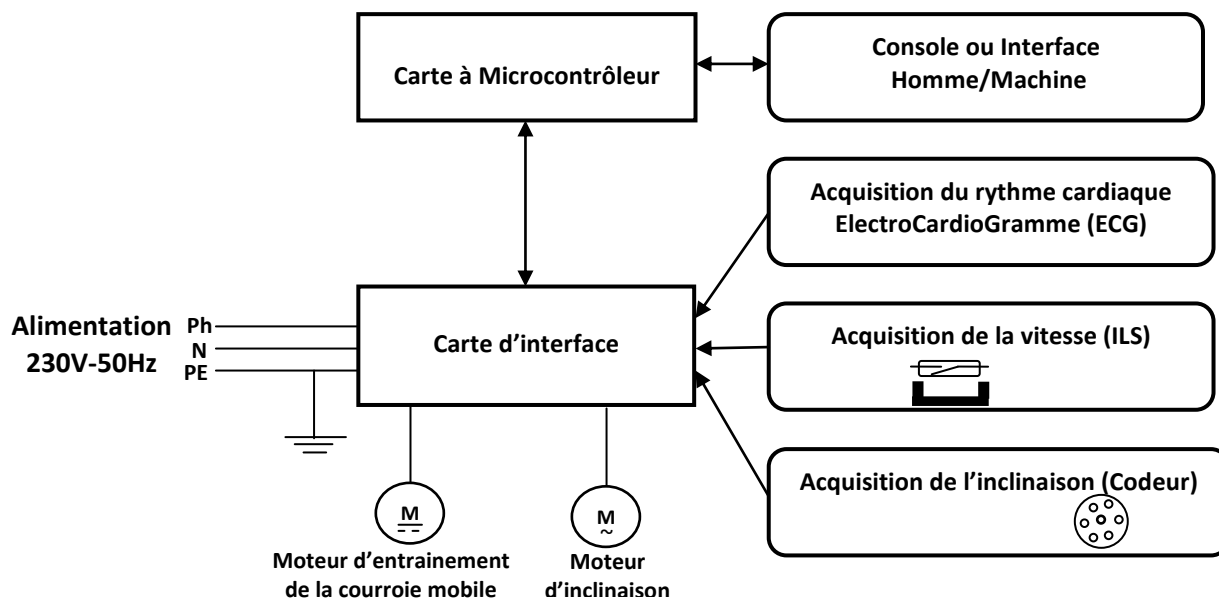 Carte à Microcontrôleur
Console ou Interface
Homme/Machine
Acquisition du rythme cardiaque
ElectroCardioGramme (ECG)
Alimentation
230V-50Hz
Ph
N
PE
Carte d’interface
Acquisition de la vitesse (ILS)
Acquisition de l’inclinaison (Codeur)
M
M
~
Moteur d’entrainement
de la courroie mobile
Moteur
d’inclinaison